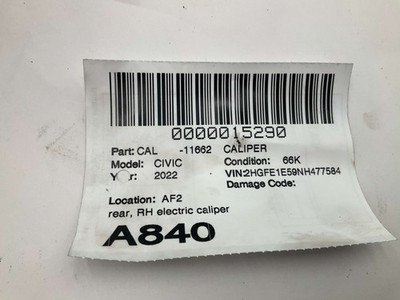 0000015290
Part: CAL -11662 CALIPER
Model: CIVIC Condition: 66K
Year: 2022 VIN:2HGFE1E59NH477584
Damage Code:
Location: AF2
rear, RH electric caliper
A840